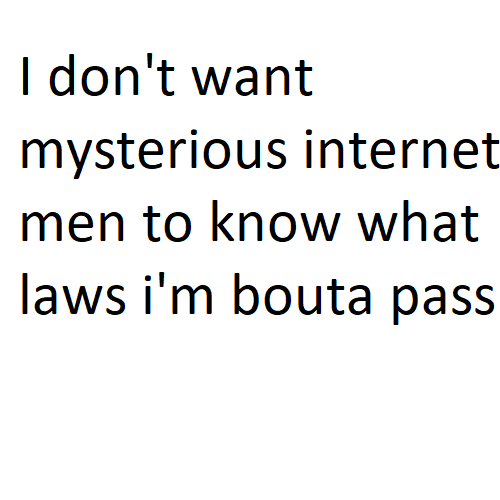 I don't want
mysterious internet
men to know what
laws i'm bouta pass